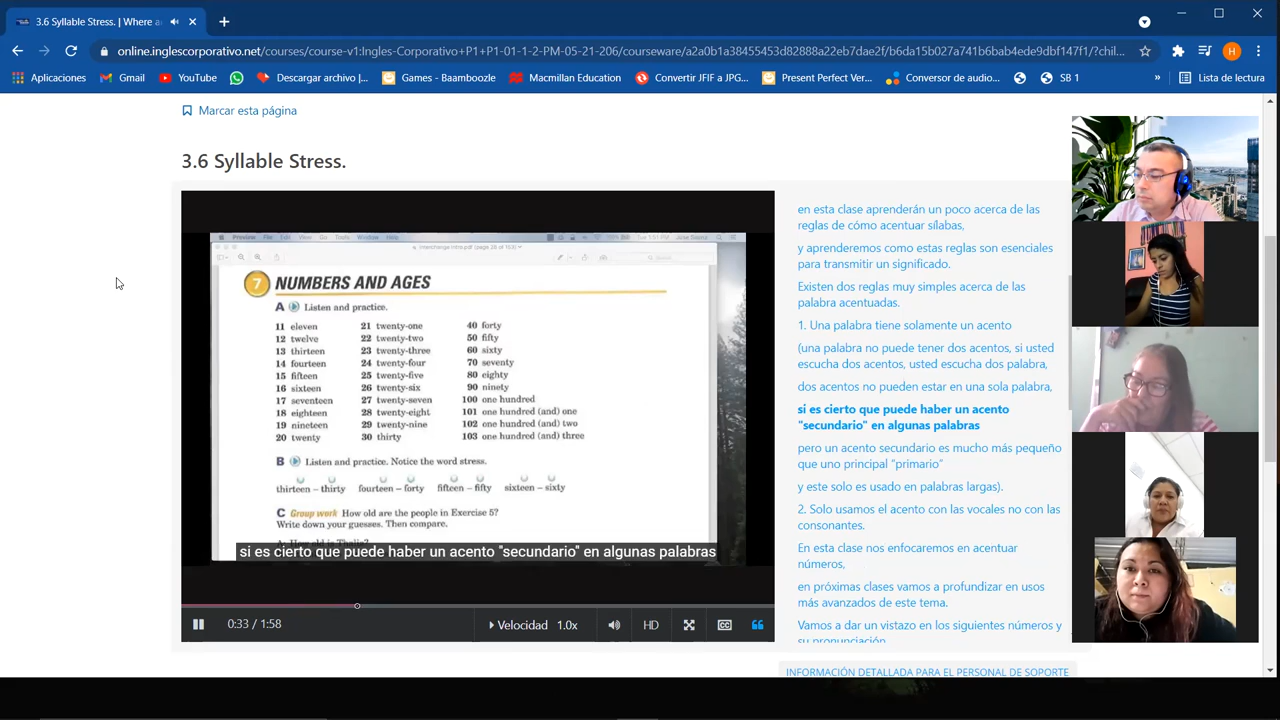 3.6 Syllable Stress. | Where a
online.inglescorporativo.net/courses/course-v1:Ingles-Corporativo+P1+P1-01-1-2-PM-05-21-206/courseware/a2a0b1a38455453d82888a22eb7dae2f/b6da15b027a741b6bab4ede9dbf147f1/?chil...
H
Aplicaciones
Gmail
YouTube
Descargar archivo |...
Games - Baamboozle
Macmillan Education
Convertir JFIF a JPG...
Present Perfect Ver...
Conversor de audio...
SB 1
»
Lista de lectura
Marcar esta página
3.6 Syllable Stress.
Preview File Edit View Go Tools Window Help
7 NUMBERS AND AGES
A Listen and practice.
11 eleven 21 twenty-one 40 forty
12 twelve 22 twenty-two 50 fifty
13 thirteen 23 twenty-three 60 sixty
14 fourteen 24 twenty-four 70 seventy
15 fifteen 25 twenty-five 80 eighty
16 sixteen 26 twenty-six 90 ninety
17 seventeen 27 twenty-seven 100 one hundred
18 eighteen 28 twenty-eight 101 one hundred (and) one
19 nineteen 29 twenty-nine 102 one hundred (and) two
20 twenty 30 thirty 103 one hundred (and) three
B Listen and practice. Notice the word stress.
thirteen – thirty fourteen – forty fifteen – fifty sixteen – sixty
C Group work How old are the people in Exercise 5?
Write down your guesses. Then compare.
si es cierto que puede haber un acento "secundario" en algunas palabras
0:33 / 1:58
Velocidad 1.0x
HD
CC
en esta clase aprenderán un poco acerca de las
reglas de cómo acentuar sílabas,
y aprenderemos como estas reglas son esenciales
para transmitir un significado.
Existen dos reglas muy simples acerca de las
palabra acentuadas.
1. Una palabra tiene solamente un acento
(una palabra no puede tener dos acentos, si usted
escucha dos acentos, usted escucha dos palabra,
dos acentos no pueden estar en una sola palabra,
si es cierto que puede haber un acento
"secundario" en algunas palabras
pero un acento secundario es mucho más pequeño
que uno principal "primario"
y este solo es usado en palabras largas).
2. Solo usamos el acento con las vocales no con las
consonantes.
En esta clase nos enfocaremos en acentuar
números,
en próximas clases vamos a profundizar en usos
más avanzados de este tema.
Vamos a dar un vistazo en los siguientes números y
su pronunciación
INFORMACIÓN DETALLADA PARA EL PERSONAL DE SOPORTE